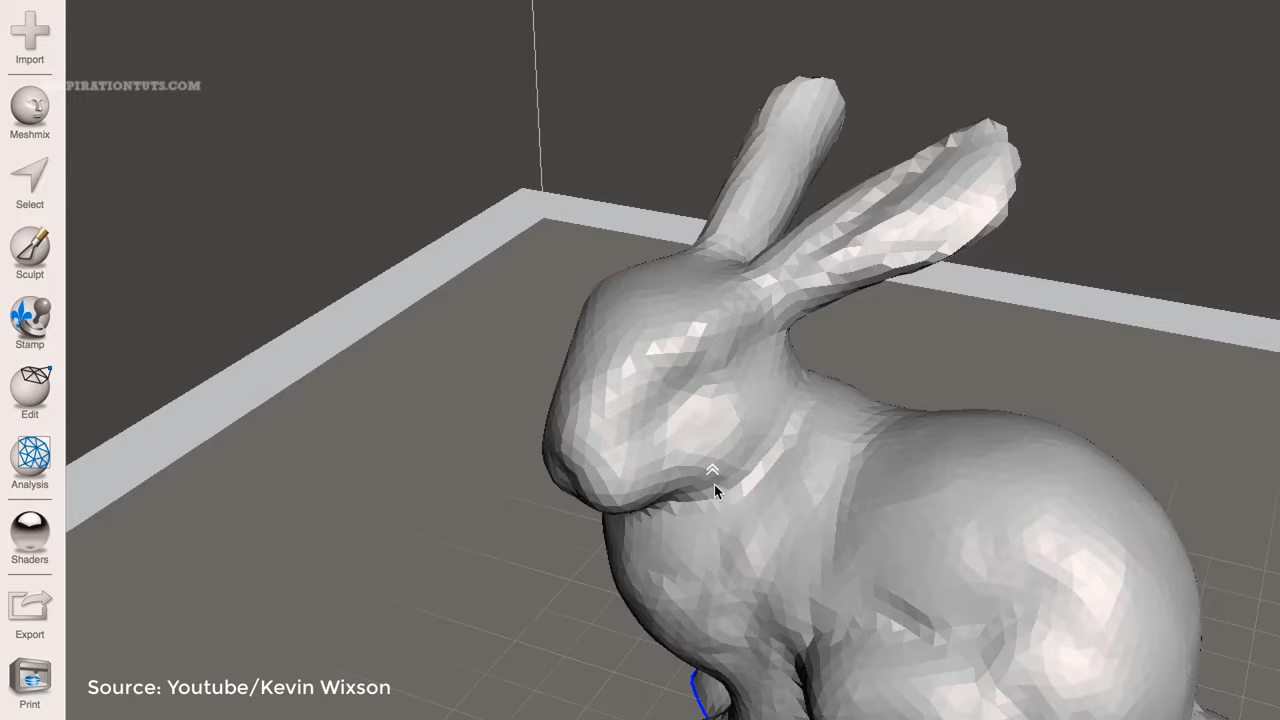 Import
PIRATIONTUTS.COM
Meshmix
Select
Sculpt
Stamp
Edit
Analysis
Shaders
Export
Print
Source: Youtube/Kevin Wixson